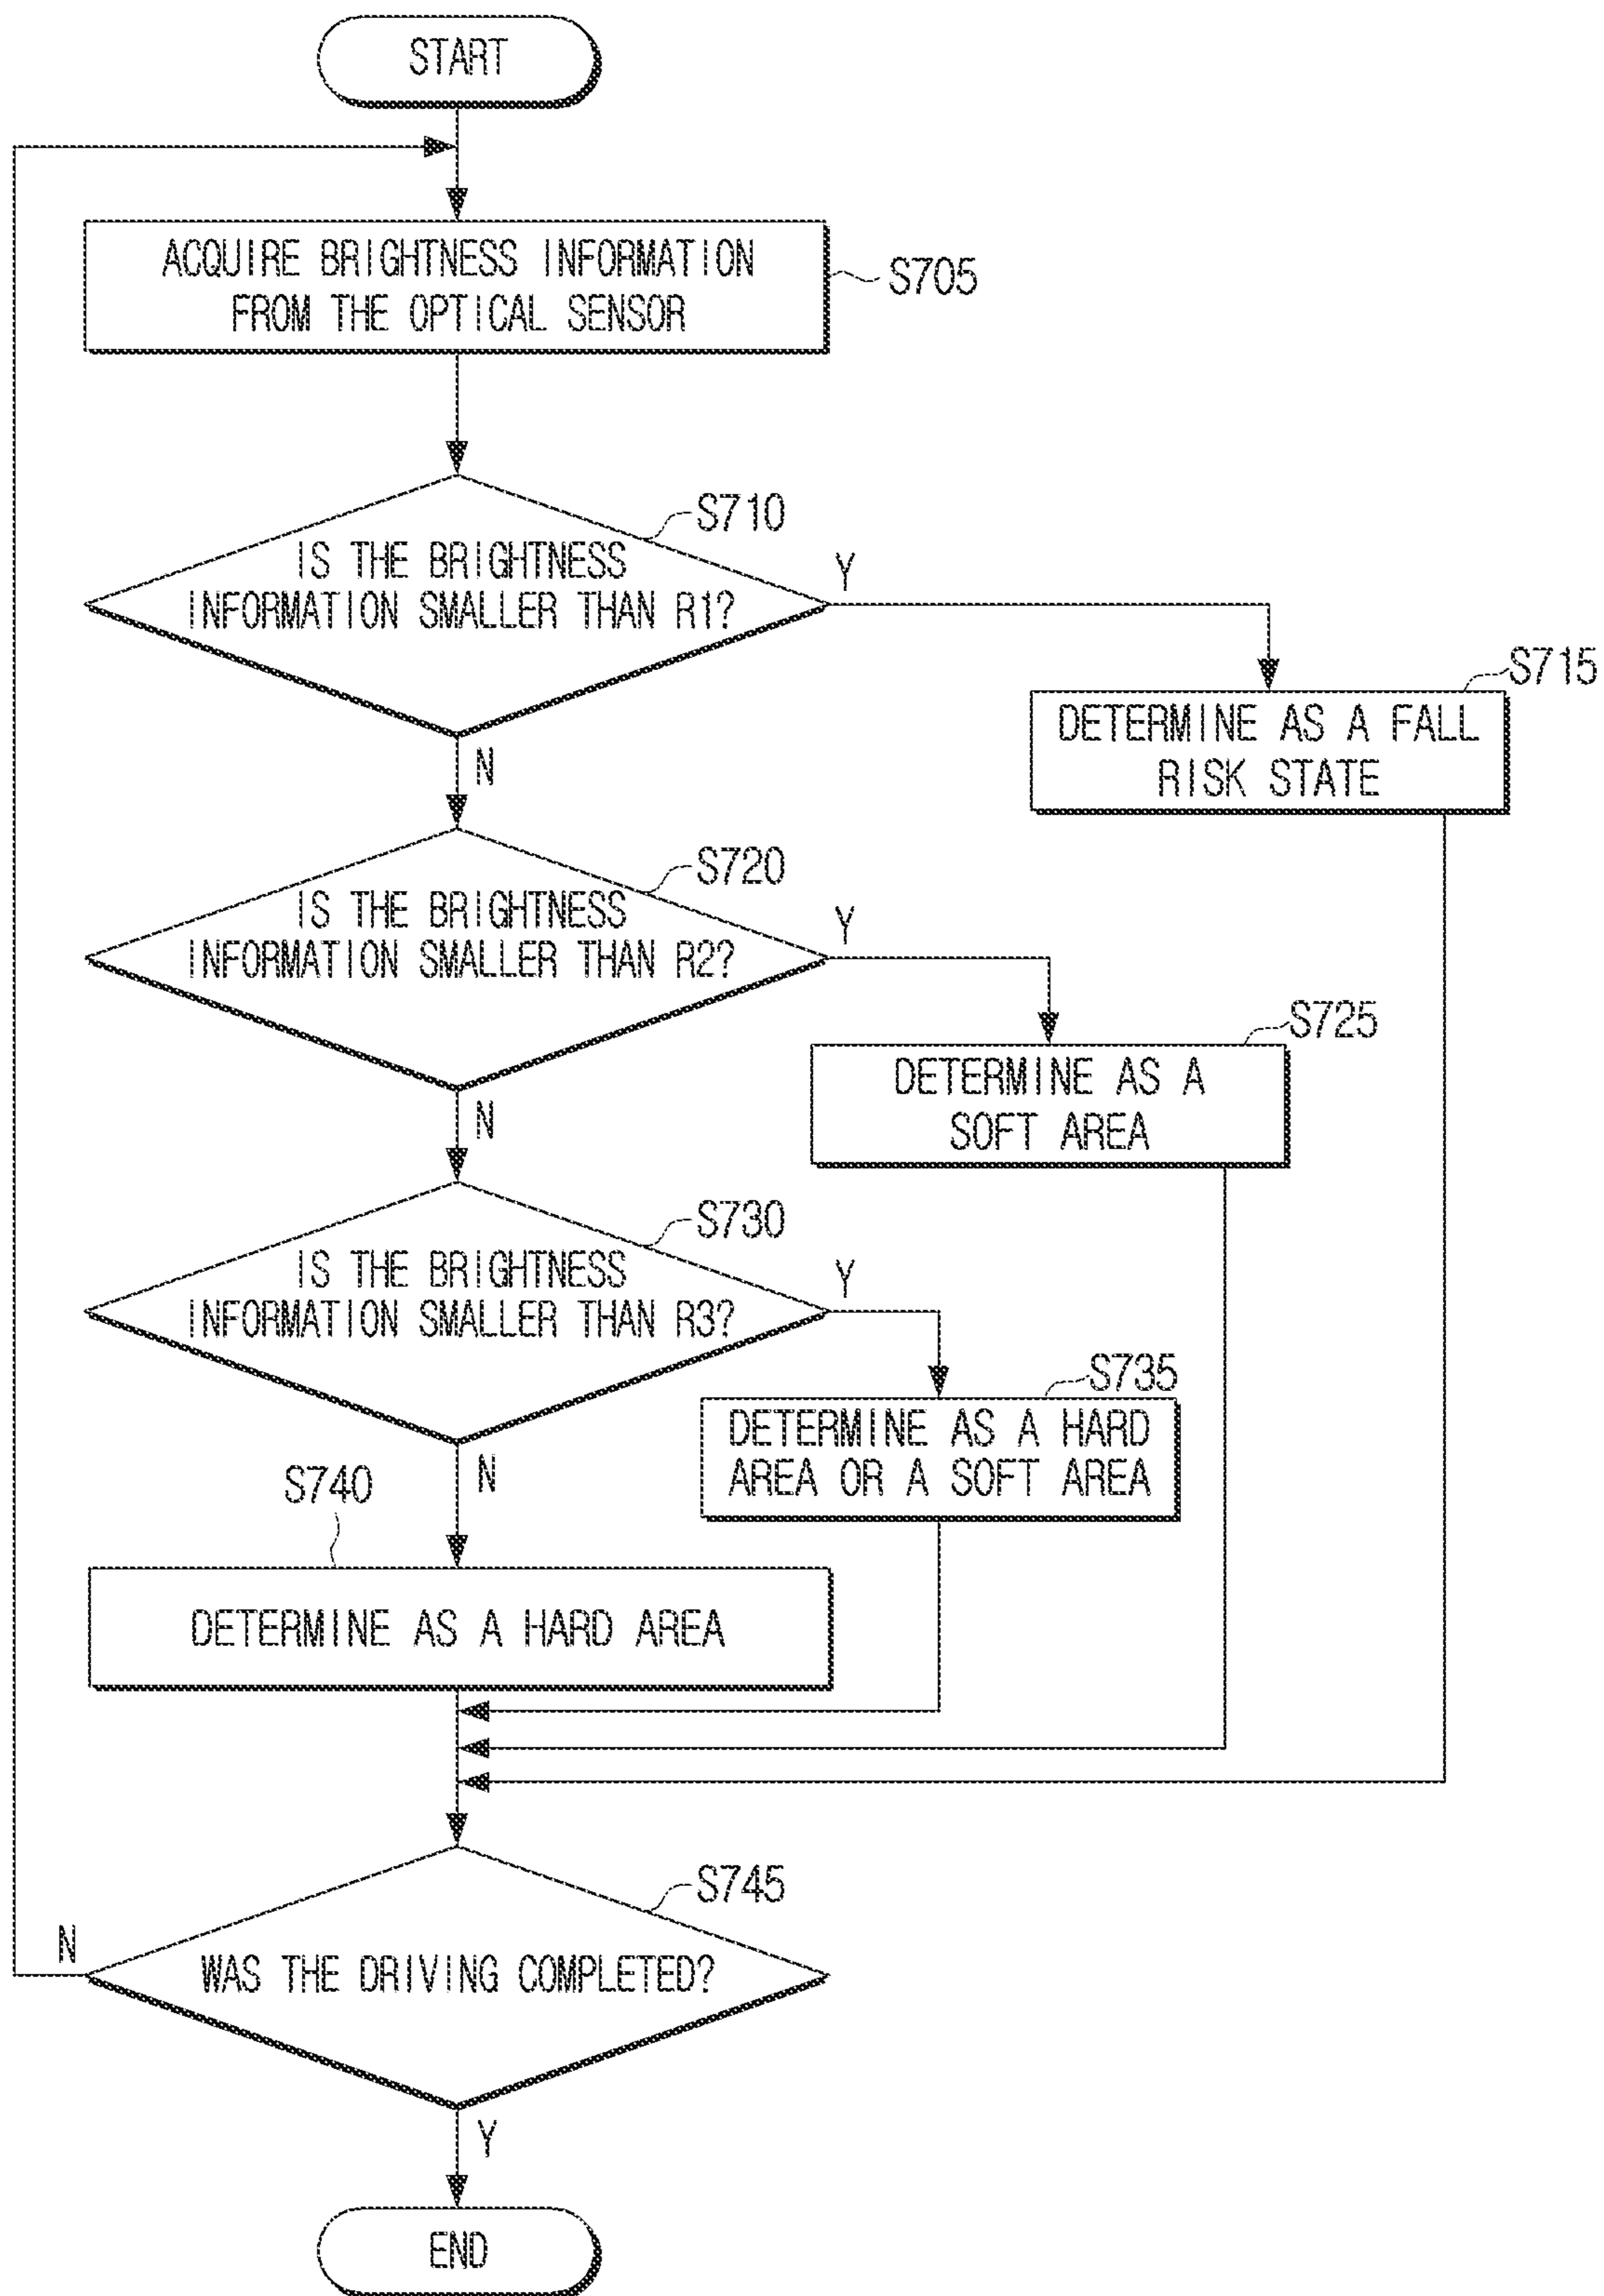 START
ACQUIRE BRIGHTNESS INFORMATION
FROM THE OPTICAL SENSOR
S705
S710
IS THE BRIGHTNESS
INFORMATION SMALLER THAN R1?
Y
N
S715
DETERMINE AS A FALL
RISK STATE
S720
IS THE BRIGHTNESS
INFORMATION SMALLER THAN R2?
Y
N
S725
DETERMINE AS A
SOFT AREA
S730
IS THE BRIGHTNESS
INFORMATION SMALLER THAN R3?
Y
N
S735
DETERMINE AS A HARD
AREA OR A SOFT AREA
S740
DETERMINE AS A HARD AREA
S745
WAS THE DRIVING COMPLETED?
N
Y
END